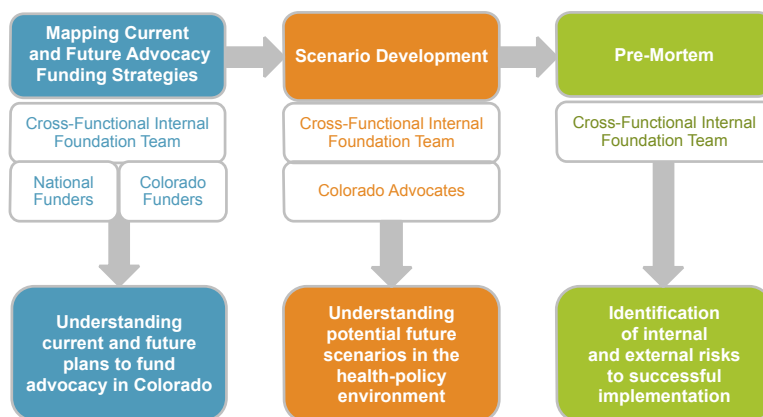 Mapping Current
and Future Advocacy
Funding Strategies
Scenario Development
Pre-Mortem
Cross-Functional Internal
Foundation Team
Cross-Functional Internal
Foundation Team
Cross-Functional Internal
Foundation Team
National
Funders
Colorado
Funders
Colorado Advocates
Understanding
current and future
plans to fund
advocacy in Colorado
Understanding
potential future
scenarios in the
health-policy
environment
Identification
of internal
and external risks
to successful
implementation